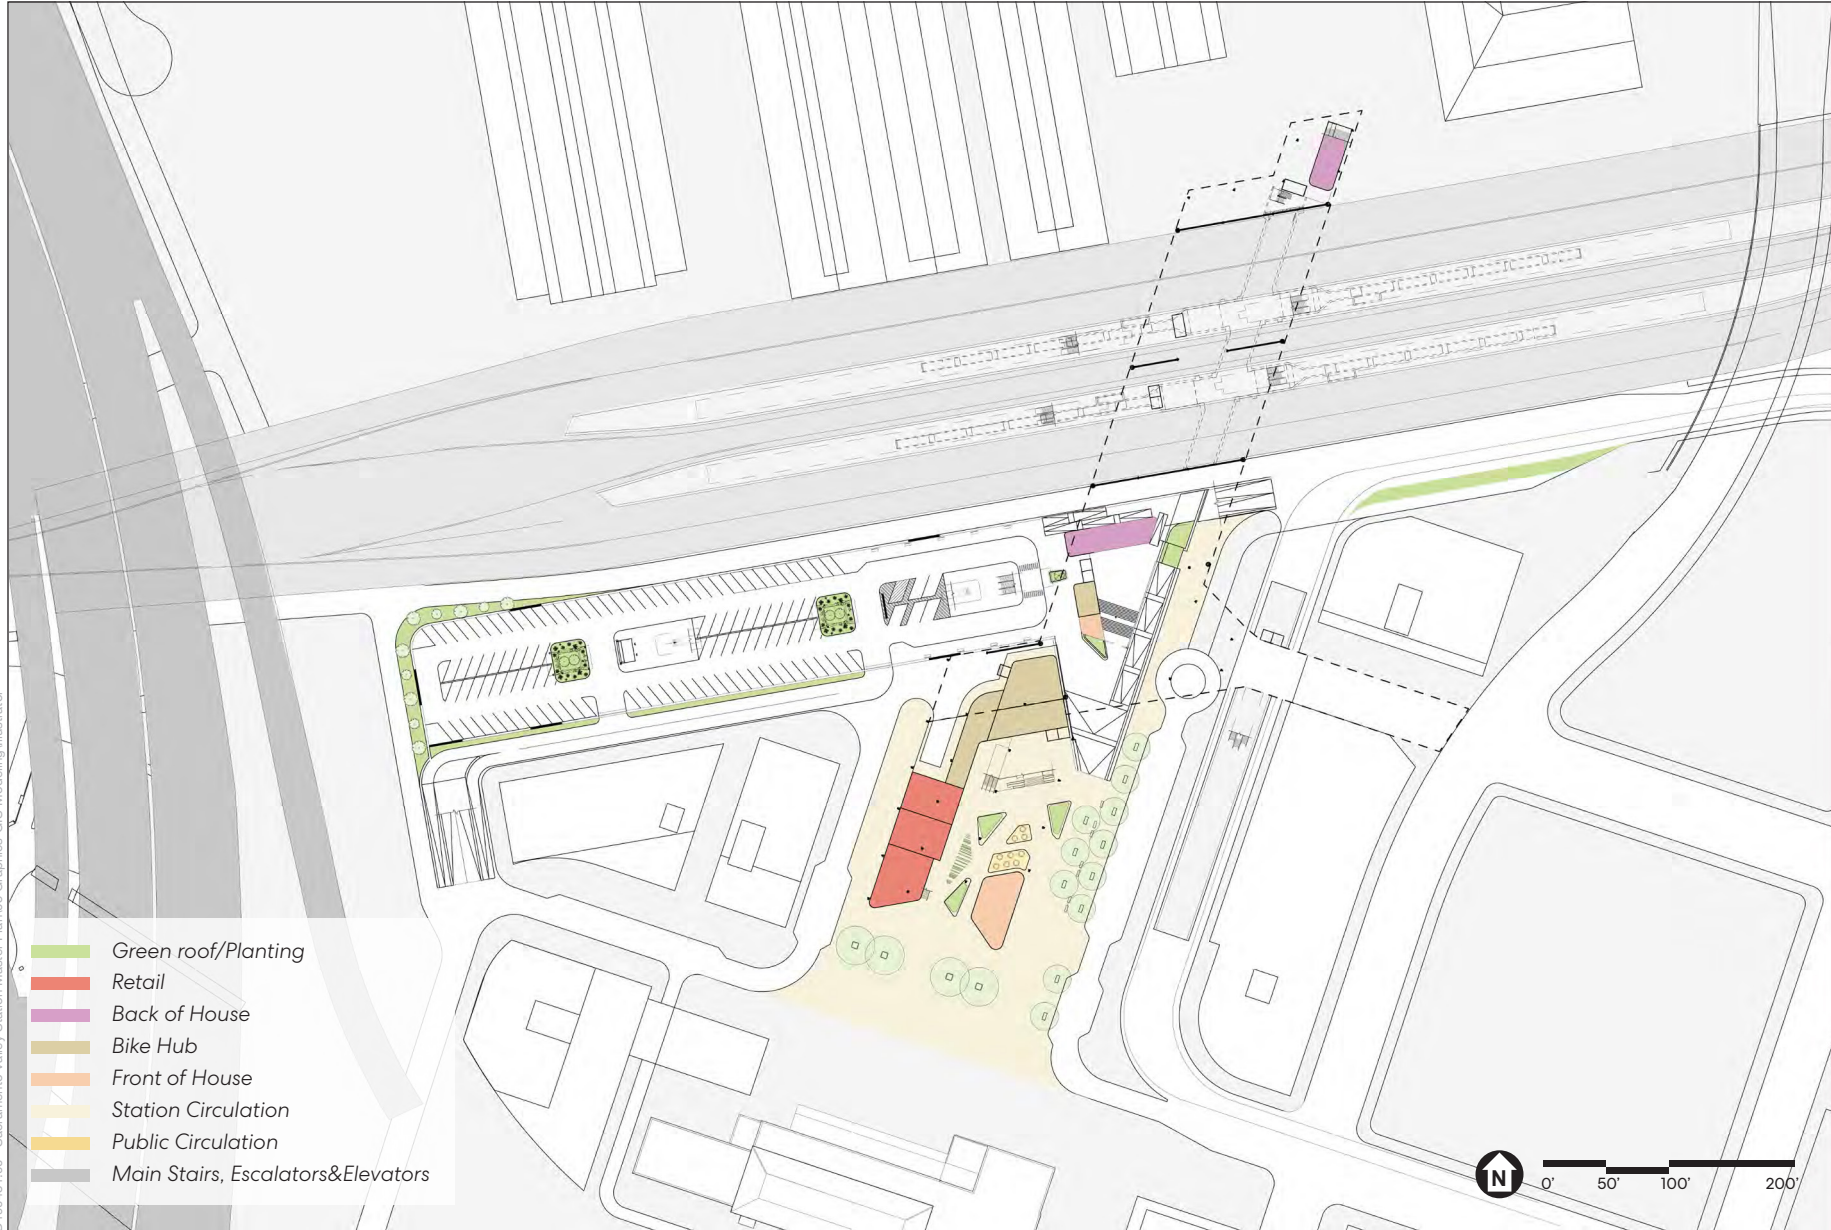 Green roof/Planting
Retail
Back of House
Bike Hub
Front of House
Station Circulation
Public Circulation
Main Stairs, Escalators&Elevators
N
0' 50' 100' 200'